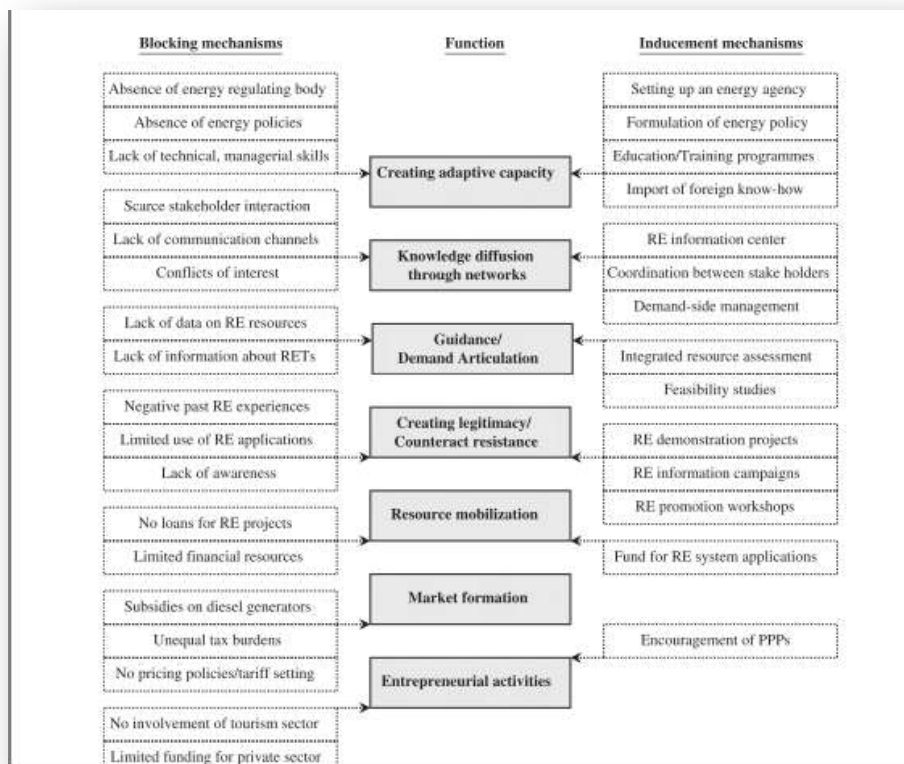 Blocking mechanisms
Absence of energy regulating body
Absence of energy policies
Lack of technical, managerial skills
Scarce stakeholder interaction
Lack of communication channels
Conflicts of interest
Lack of data on RE resources
Lack of information about RETs
Negative past RE experiences
Limited use of RE applications
Lack of awareness
No loans for RE projects
Limited financial resources
Subsidies on diesel generators
Unequal tax burdens
No pricing policies/tariff setting
No involvement of tourism sector
Limited funding for private sector
Function
Creating adaptive capacity
Knowledge diffusion
through networks
Guidance/
Demand Articulation
Creating legitimacy/
Counteract resistance
Resource mobilization
Market formation
Entrepreneurial activities
Inducement mechanisms
Setting up an energy agency
Formulation of energy policy
Education/Training programmes
Import of foreign know-how
RE information center
Coordination between stake holders
Demand-side management
Integrated resource assessment
Feasibility studies
RE demonstration projects
RE information campaigns
RE promotion workshops
Fund for RE system applications
Encouragement of PPPs